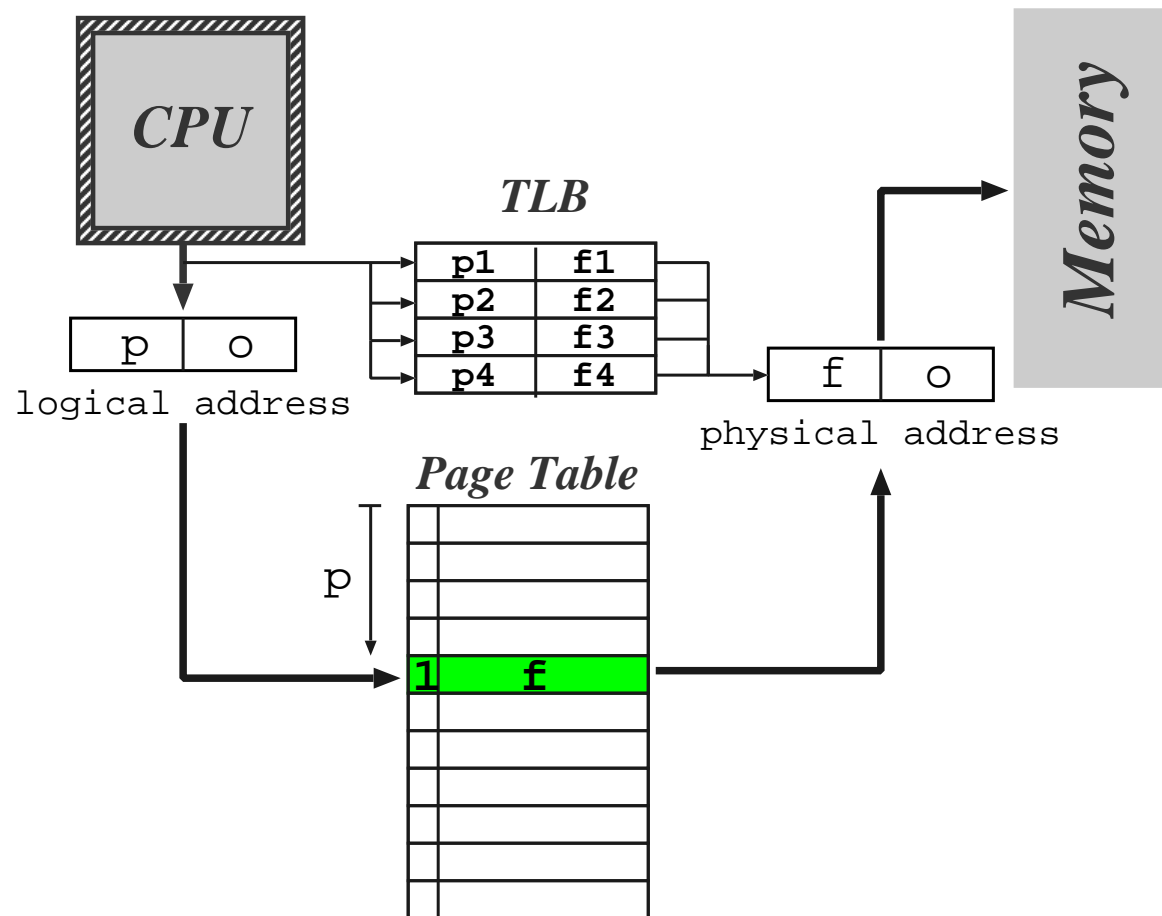 CPU
Memory
TLB
p1 f1
p2 f2
p3 f3
p4 f4
p o
logical address
f o
physical address
Page Table
p
1 f